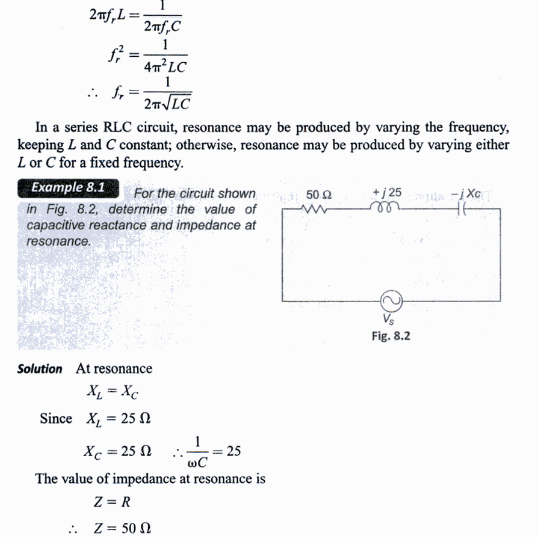 2πf_r L = 1/(2πf_r C)
f_r² = 1/(4π²LC)
∴ f_r = 1/(2π√LC)
In a series RLC circuit, resonance may be produced by varying the frequency,
keeping L and C constant; otherwise, resonance may be produced by varying either
L or C for a fixed frequency.
Example 8.1 For the circuit shown
in Fig. 8.2, determine the value of
capacitive reactance and impedance at
resonance.
50 Ω +j 25 −j Xc
Vs
Fig. 8.2
Solution At resonance
X_L = X_C
Since X_L = 25 Ω
X_C = 25 Ω ∴ 1/(ωC) = 25
The value of impedance at resonance is
Z = R
∴ Z = 50 Ω